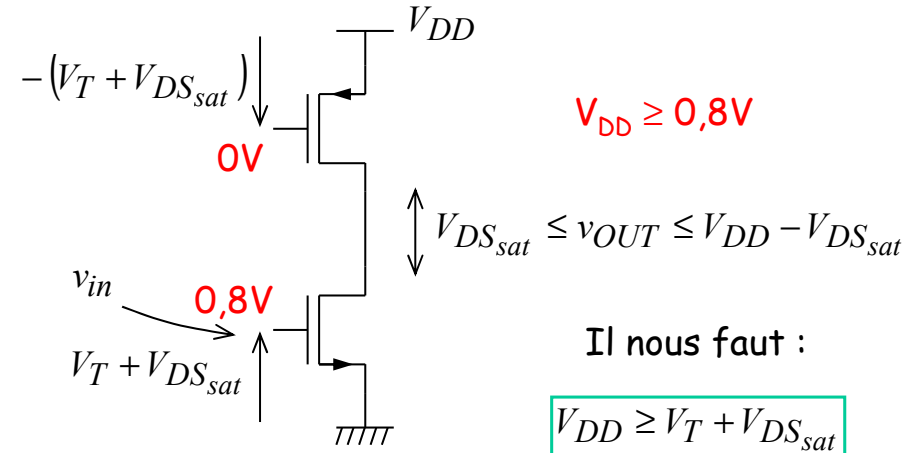 V_DD
−(V_T + V_DS_sat)
0V
V_DD ≥ 0,8V
V_DS_sat ≤ v_OUT ≤ V_DD − V_DS_sat
v_in
0,8V
V_T + V_DS_sat
Il nous faut :
V_DD ≥ V_T + V_DS_sat